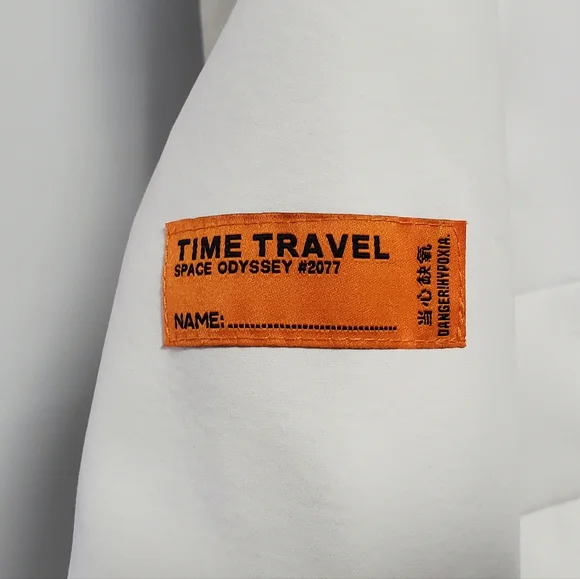 TIME TRAVEL
SPACE ODYSSEY #2077
NAME:................................
当心缺氧
DANGER!HYPOXIA.